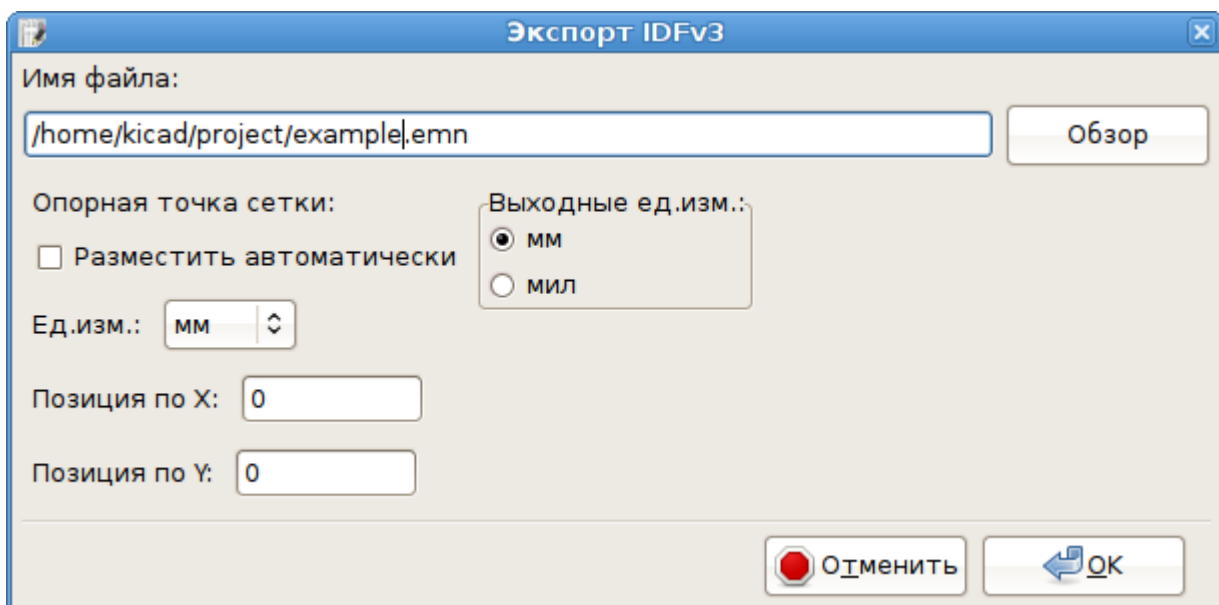 Экспорт IDFv3
Имя файла:
/home/kicad/project/example.emn
Обзор
Опорная точка сетки:
Разместить автоматически
Ед.изм.: мм
Позиция по X: 0
Позиция по Y: 0
Выходные ед.изм.:
мм
мил
Отменить
OK